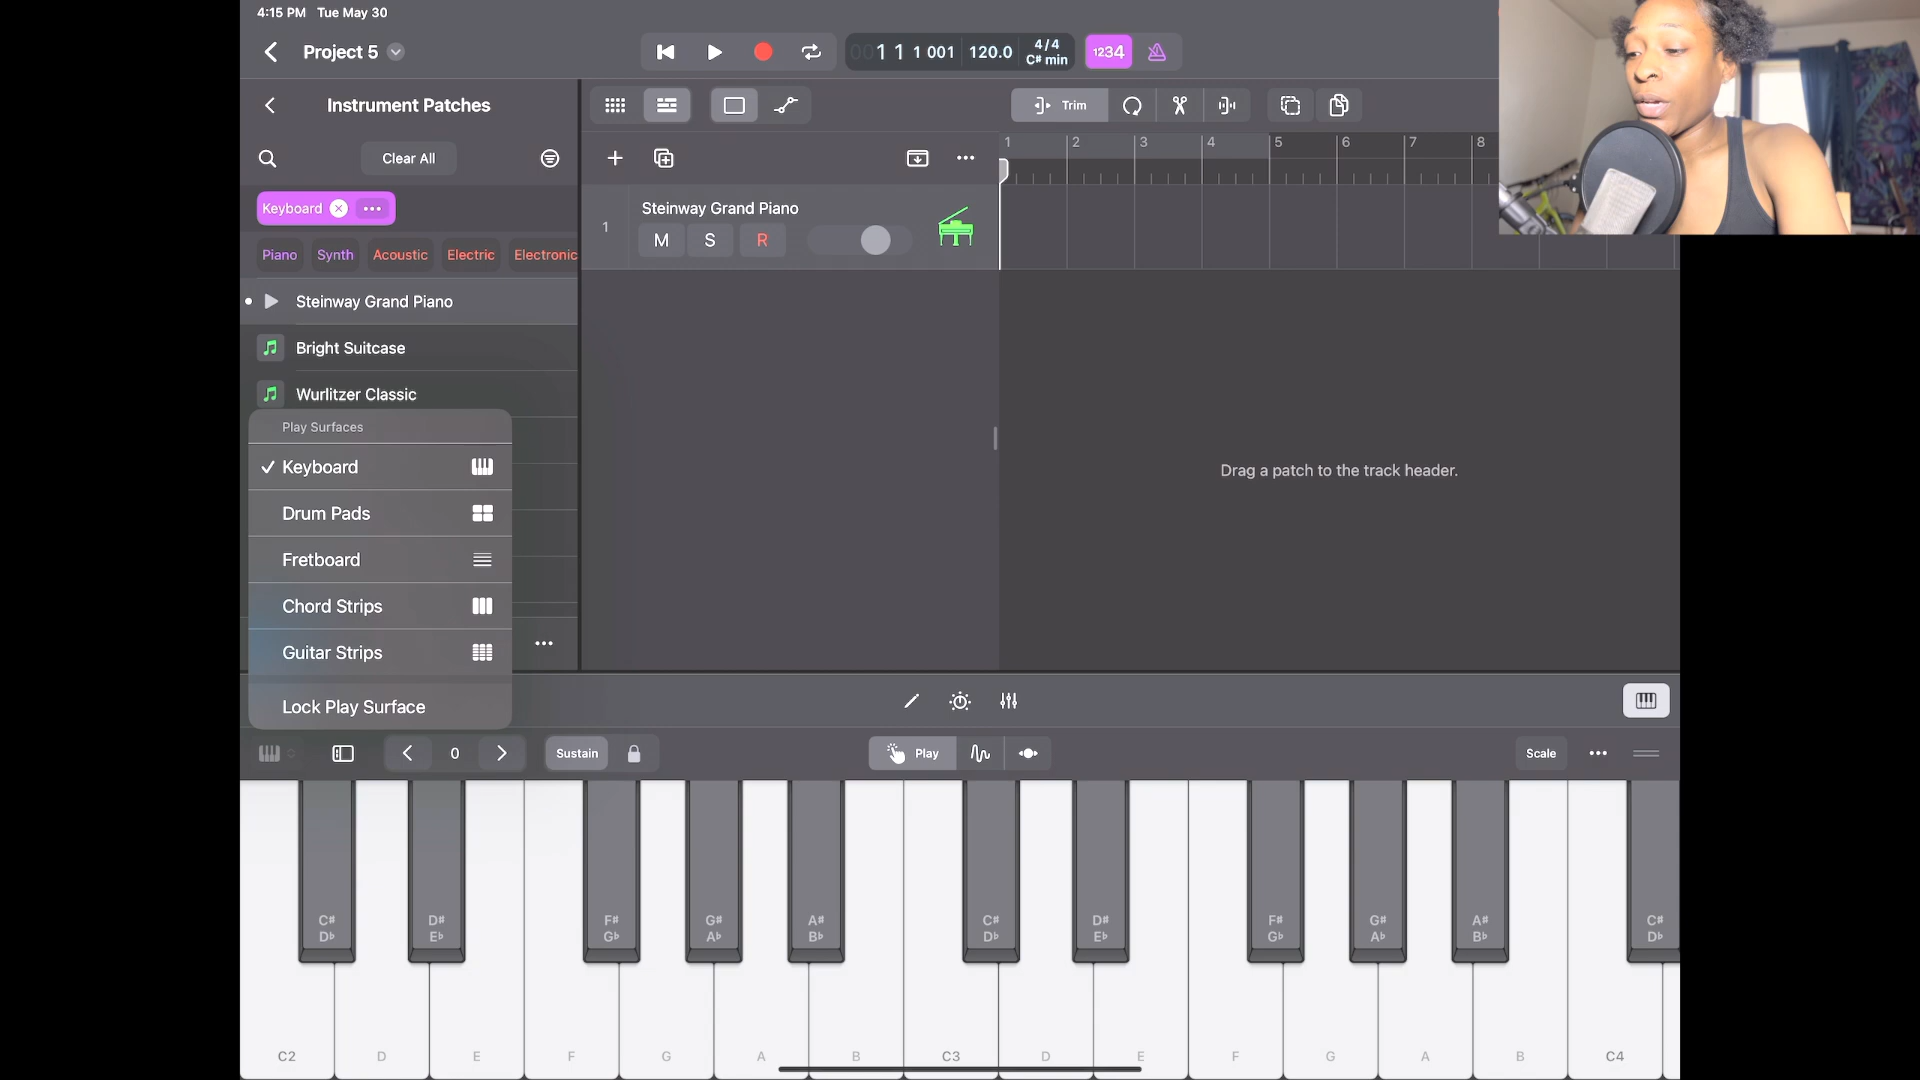 4:15 PM Tue May 30
Project 5
001 1 1 001
120.0
4/4
C# min
1234
Instrument Patches
Trim
Clear All
1 2 3 4 5 6 7 8
Keyboard
Steinway Grand Piano
1
M S R
Piano Synth Acoustic Electric Electronic
Steinway Grand Piano
Bright Suitcase
Wurlitzer Classic
Play Surfaces
Keyboard
Drum Pads
Fretboard
Chord Strips
Guitar Strips
Lock Play Surface
Drag a patch to the track header.
0
Sustain
Play
Scale
C# D# F# G# A# C# D# F# G# A# C#
D♭ E♭ G♭ A♭ B♭ D♭ E♭ G♭ A♭ B♭ D♭
C2 D E F G A B C3 D E F G A B C4